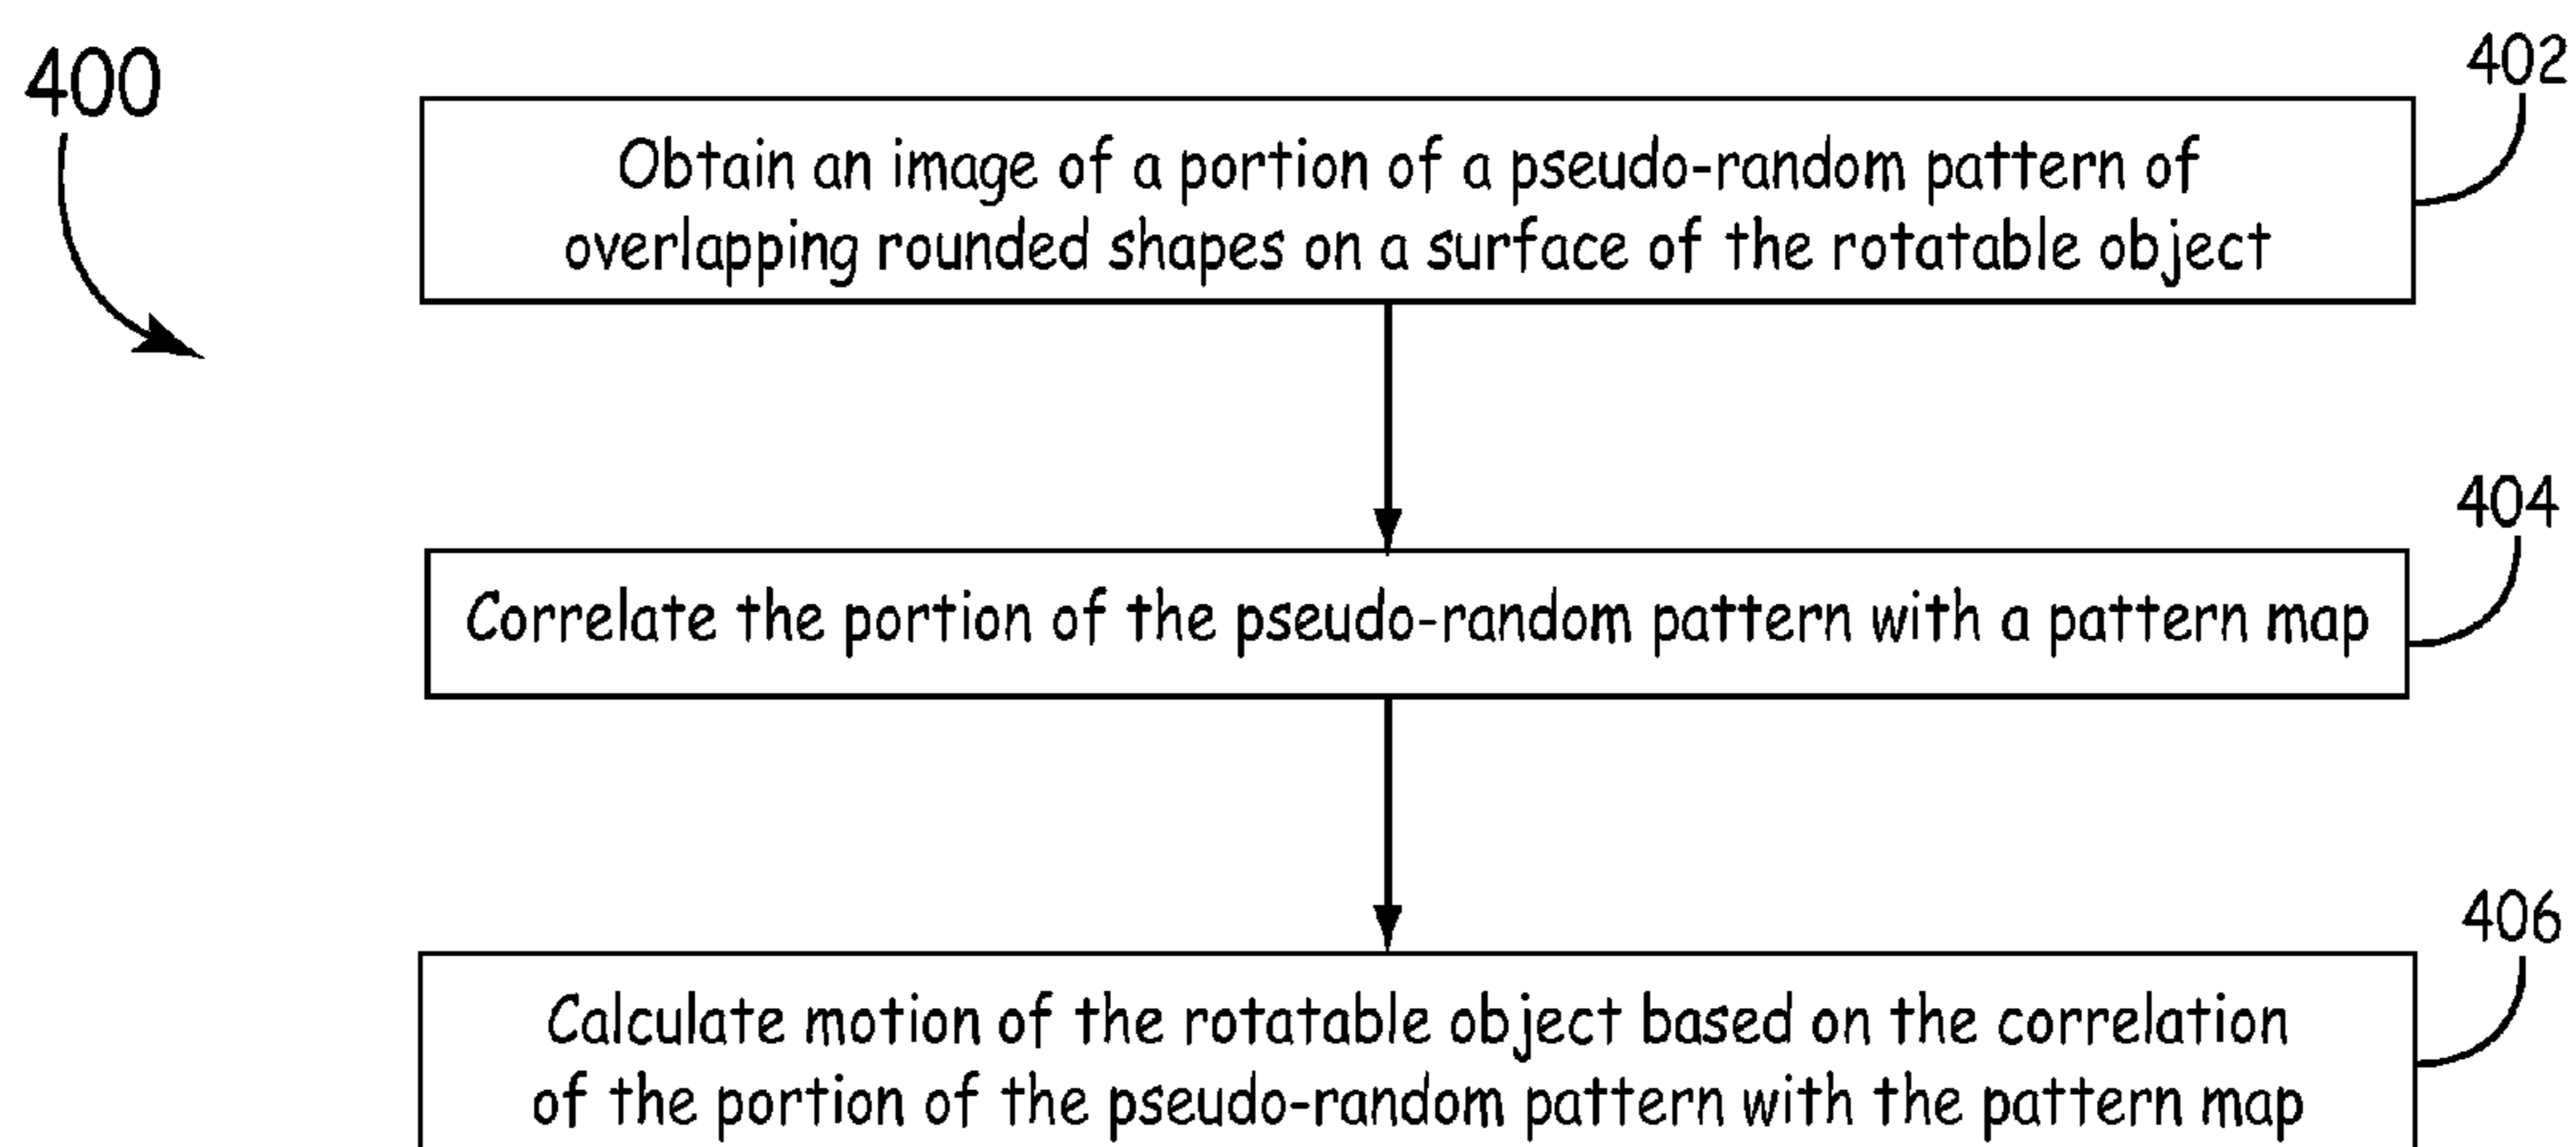 400
402
Obtain an image of a portion of a pseudo-random pattern of
overlapping rounded shapes on a surface of the rotatable object
404
Correlate the portion of the pseudo-random pattern with a pattern map
406
Calculate motion of the rotatable object based on the correlation
of the portion of the pseudo-random pattern with the pattern map